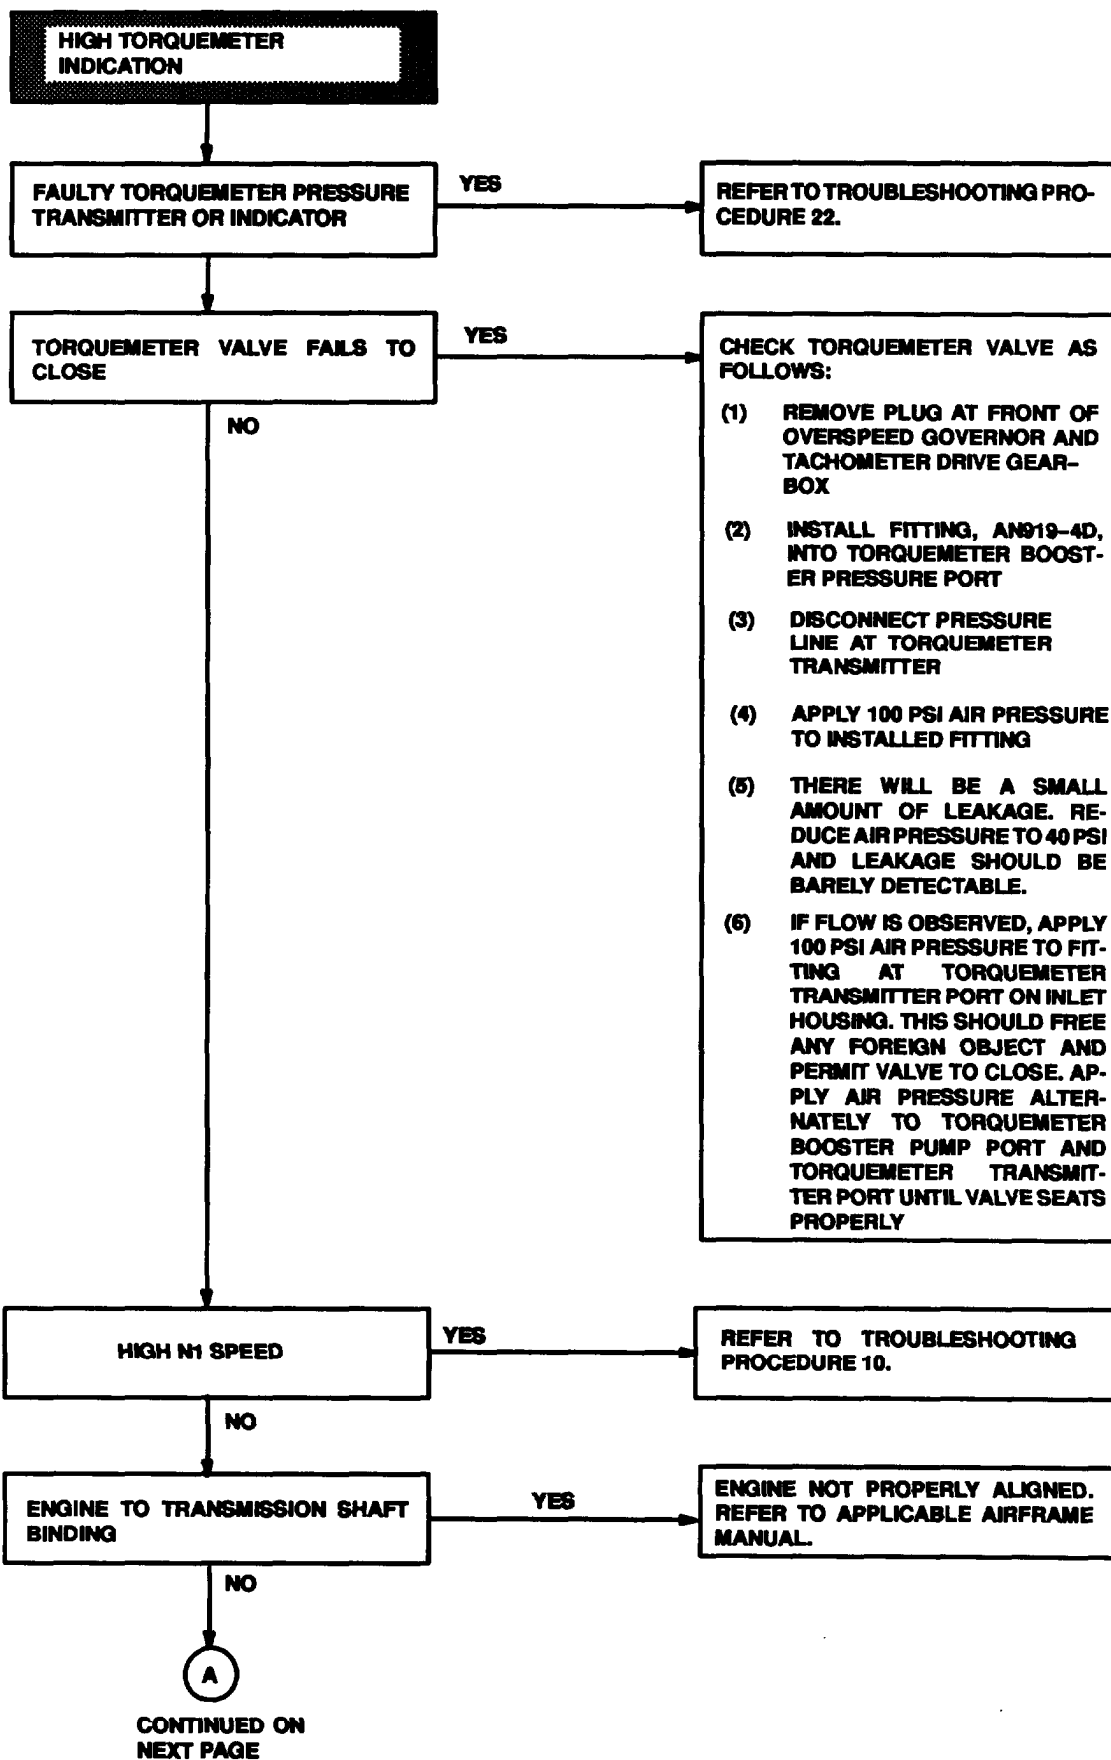 HIGH TORQUEMETER
INDICATION
FAULTY TORQUEMETER PRESSURE
TRANSMITTER OR INDICATOR
YES
REFER TO TROUBLESHOOTING PRO-
CEDURE 22.
TORQUEMETER VALVE FAILS TO
CLOSE
YES
NO
CHECK TORQUEMETER VALVE AS
FOLLOWS:
(1) REMOVE PLUG AT FRONT OF
OVERSPEED GOVERNOR AND
TACHOMETER DRIVE GEAR-
BOX
(2) INSTALL FITTING, AN919-4D,
INTO TORQUEMETER BOOST-
ER PRESSURE PORT
(3) DISCONNECT PRESSURE
LINE AT TORQUEMETER
TRANSMITTER
(4) APPLY 100 PSI AIR PRESSURE
TO INSTALLED FITTING
(5) THERE WILL BE A SMALL
AMOUNT OF LEAKAGE. RE-
DUCE AIR PRESSURE TO 40 PSI
AND LEAKAGE SHOULD BE
BARELY DETECTABLE.
(6) IF FLOW IS OBSERVED, APPLY
100 PSI AIR PRESSURE TO FIT-
TING AT TORQUEMETER
TRANSMITTER PORT ON INLET
HOUSING. THIS SHOULD FREE
ANY FOREIGN OBJECT AND
PERMIT VALVE TO CLOSE. AP-
PLY AIR PRESSURE ALTER-
NATELY TO TORQUEMETER
BOOSTER PUMP PORT AND
TORQUEMETER TRANSMIT-
TER PORT UNTIL VALVE SEATS
PROPERLY
HIGH N1 SPEED
YES
REFER TO TROUBLESHOOTING
PROCEDURE 10.
NO
ENGINE TO TRANSMISSION SHAFT
BINDING
YES
ENGINE NOT PROPERLY ALIGNED.
REFER TO APPLICABLE AIRFRAME
MANUAL.
NO
A
CONTINUED ON
NEXT PAGE